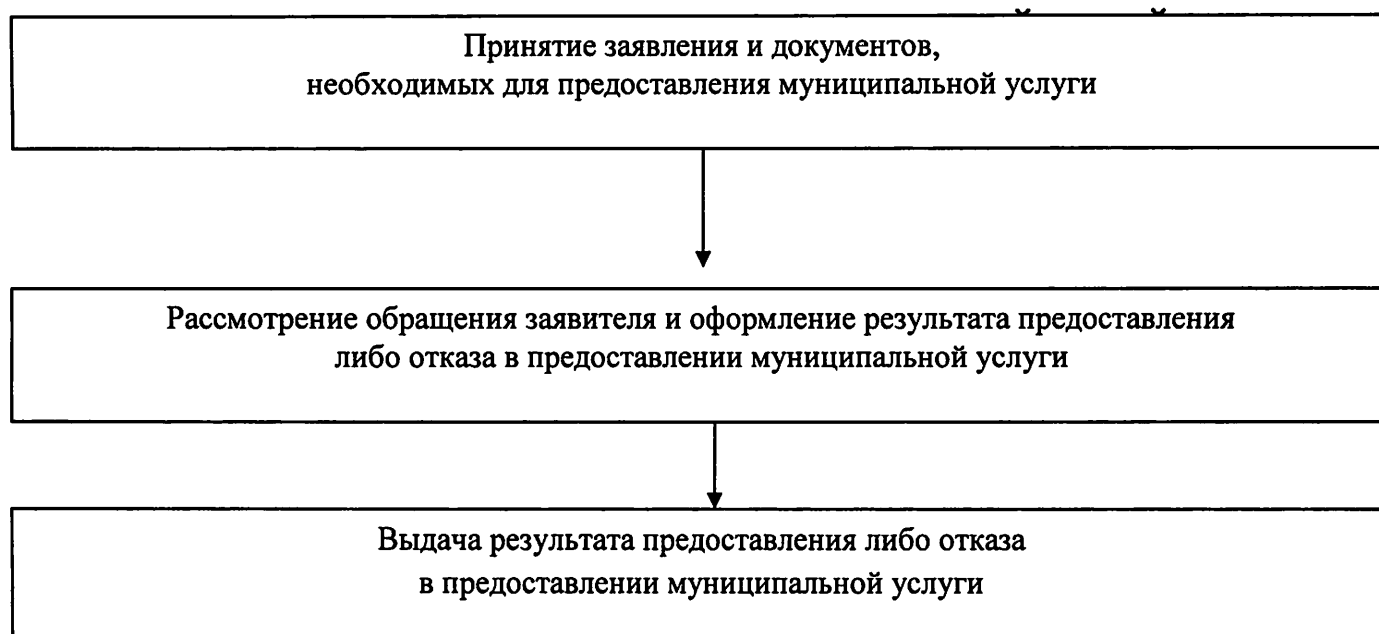 Принятие заявления и документов,
необходимых для предоставления муниципальной услуги
Рассмотрение обращения заявителя и оформление результата предоставления
либо отказа в предоставлении муниципальной услуги
Выдача результата предоставления либо отказа
в предоставлении муниципальной услуги